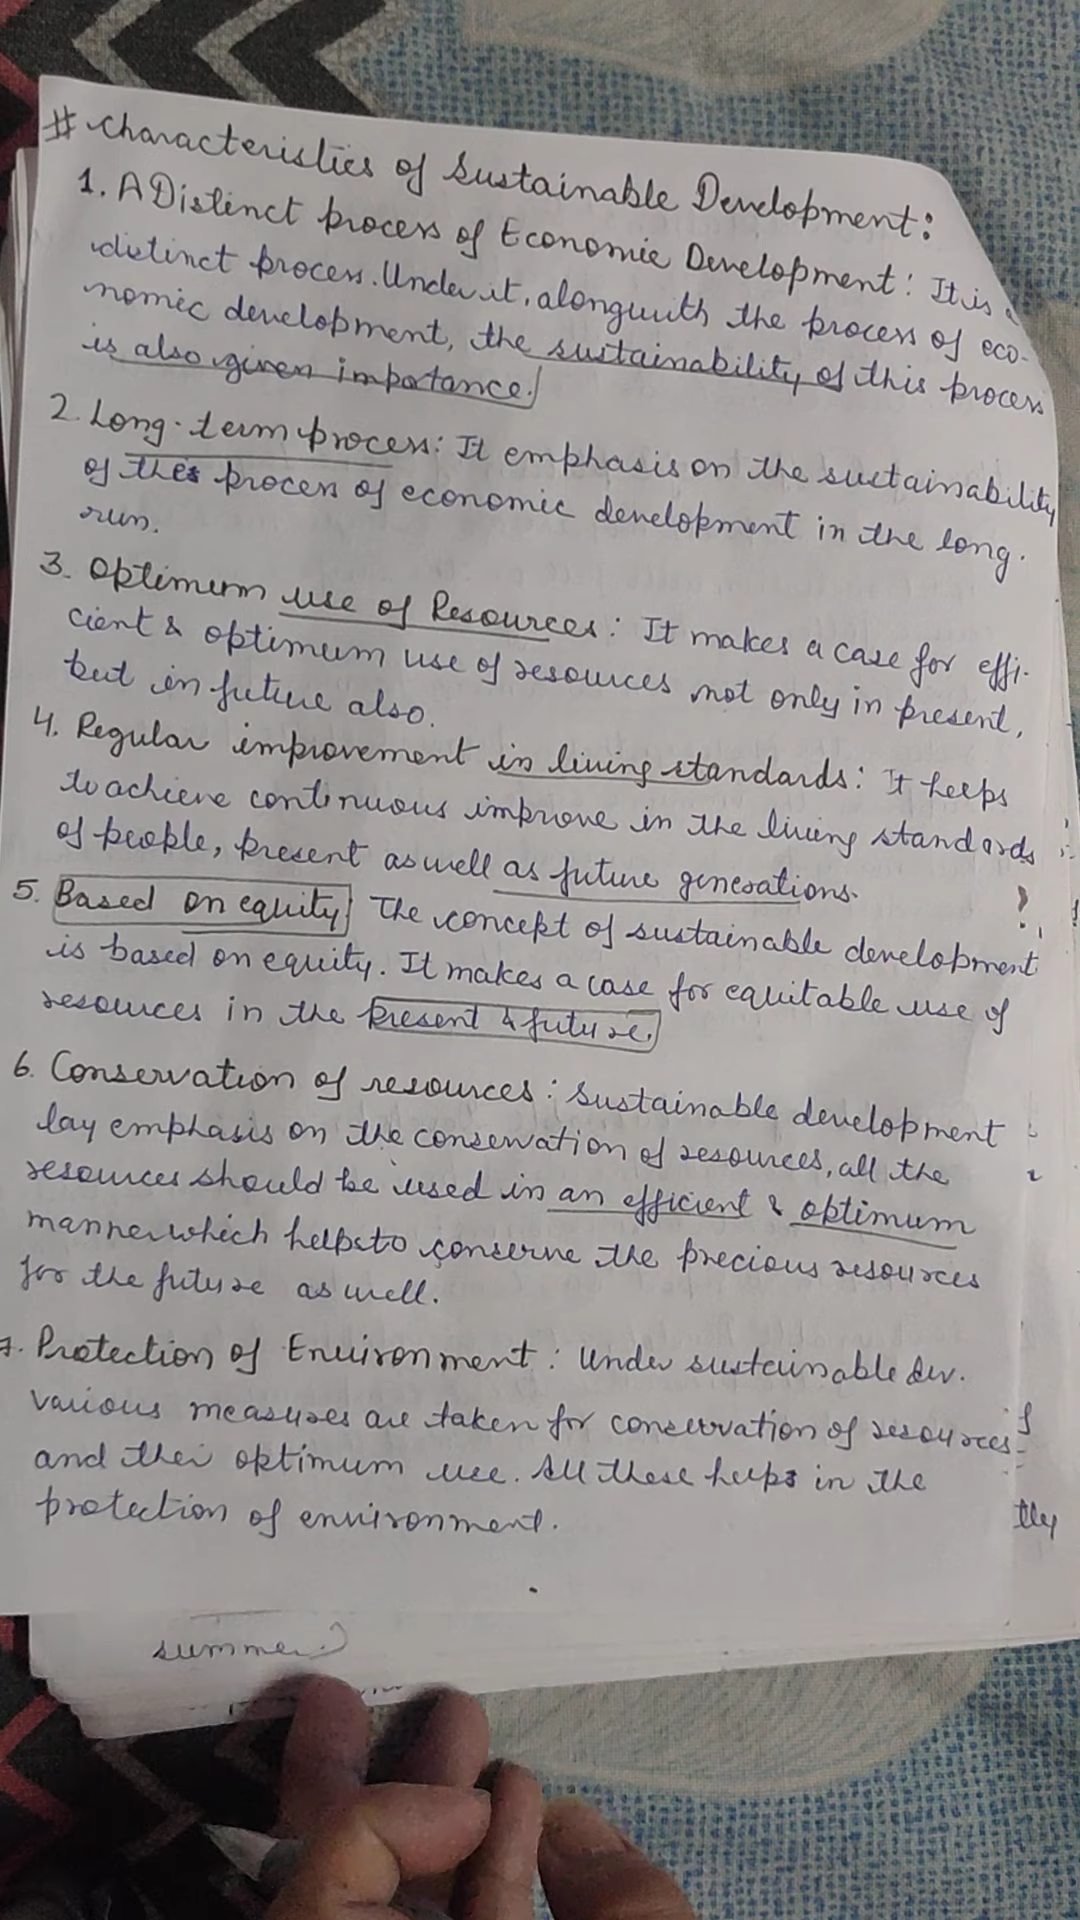 # Characteristics of Sustainable Development:
1. A Distinct process of Economic Development: It is a
distinct process. Under it, alongwith the process of eco-
nomic development, the sustainability of this process
is also given importance.
2. Long-term process: It emphasis on the sustainability
of this process of economic development in the long.
run.
3. Optimum use of Resources: It makes a case for effi-
cient & optimum use of resources not only in present,
but in future also.
4. Regular improvement in living standards: It helps
to achieve continuous improve in the living standards
of people, present as well as future generations.
5. Based on equity: The concept of sustainable development
is based on equity. It makes a case for equitable use of
resources in the present & future.
6. Conservation of resources: Sustainable development
lay emphasis on the conservation of resources, all the
resources should be used in an efficient & optimum
manner which helps to conserve the precious resources
for the future as well.
7. Protection of Environment: Under sustainable dev.
various measures are taken for conservation of resources
and their optimum use. All these helps in the
protection of environment.
tly
summer